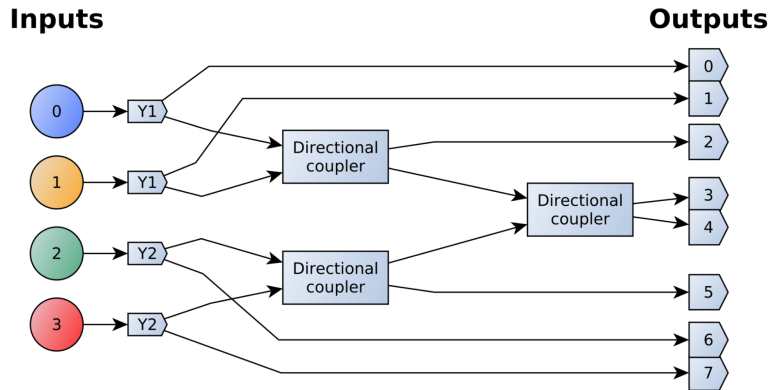 Inputs
Outputs
0
Y1
1
Y1
2
Y2
3
Y2
Directional
coupler
Directional
coupler
Directional
coupler
0
1
2
3
4
5
6
7